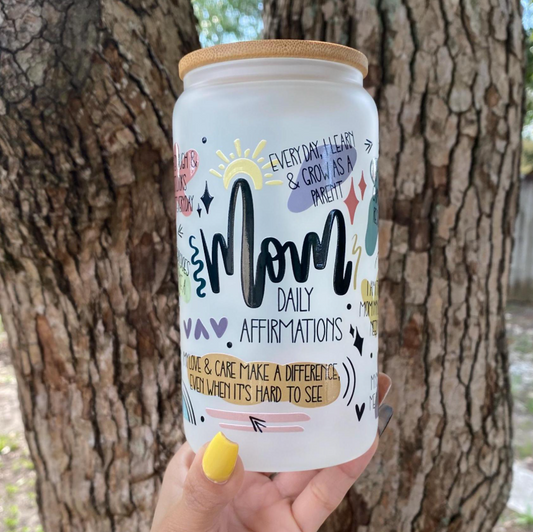 EVERY DAY, I LEARN
& GROW AS A
PARENT
Mom
DAILY
AFFIRMATIONS
LOVE & CARE MAKE A DIFFERENCE,
EVEN WHEN IT'S HARD TO SEE